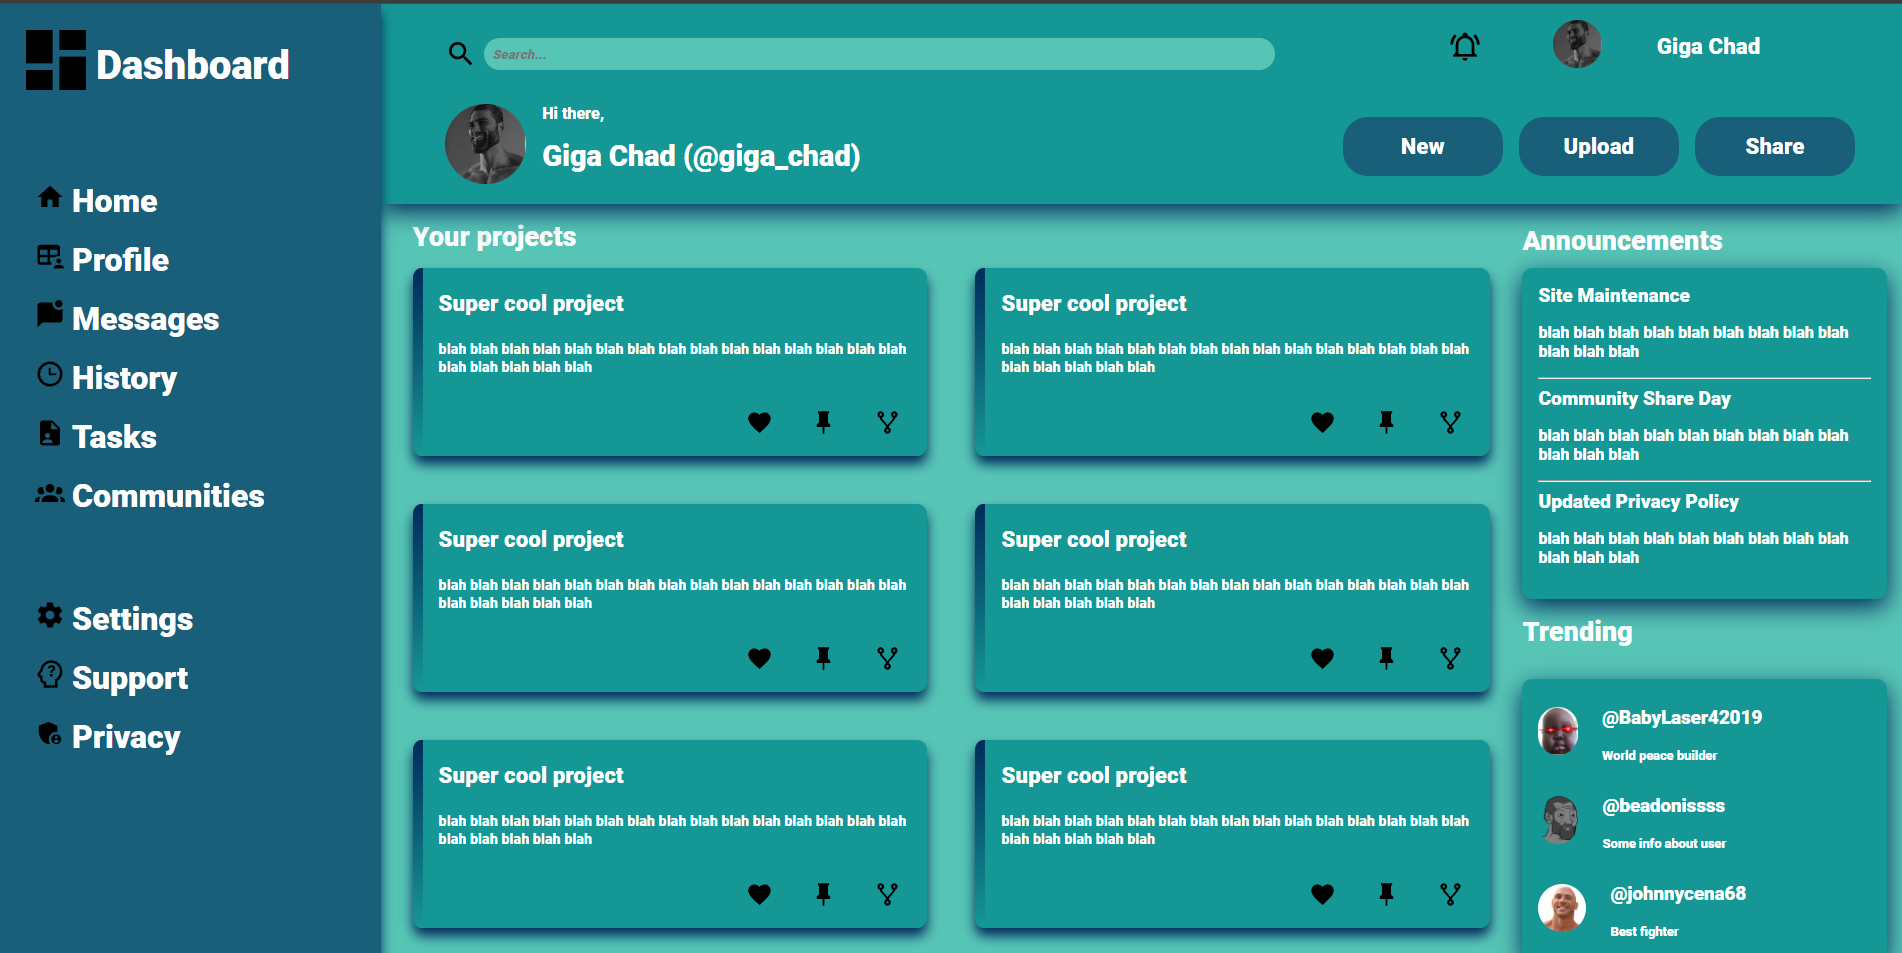 Dashboard
Home
Profile
Messages
History
Tasks
Communities
Settings
Support
Privacy
Search...
Giga Chad
Hi there,
Giga Chad (@giga_chad)
New
Upload
Share
Your projects
Super cool project
blah blah blah blah blah blah blah blah blah blah blah blah blah blah blah
blah blah blah blah blah
Super cool project
blah blah blah blah blah blah blah blah blah blah blah blah blah blah blah
blah blah blah blah blah
Super cool project
blah blah blah blah blah blah blah blah blah blah blah blah blah blah blah
blah blah blah blah blah
Super cool project
blah blah blah blah blah blah blah blah blah blah blah blah blah blah blah
blah blah blah blah blah
Super cool project
blah blah blah blah blah blah blah blah blah blah blah blah blah blah blah
blah blah blah blah blah
Super cool project
blah blah blah blah blah blah blah blah blah blah blah blah blah blah blah
blah blah blah blah blah
Announcements
Site Maintenance
blah blah blah blah blah blah blah blah blah
blah blah blah
Community Share Day
blah blah blah blah blah blah blah blah blah
blah blah blah
Updated Privacy Policy
blah blah blah blah blah blah blah blah blah
blah blah blah
Trending
@BabyLaser42019
World peace builder
@beadonissss
Some info about user
@johnnycena68
Best fighter